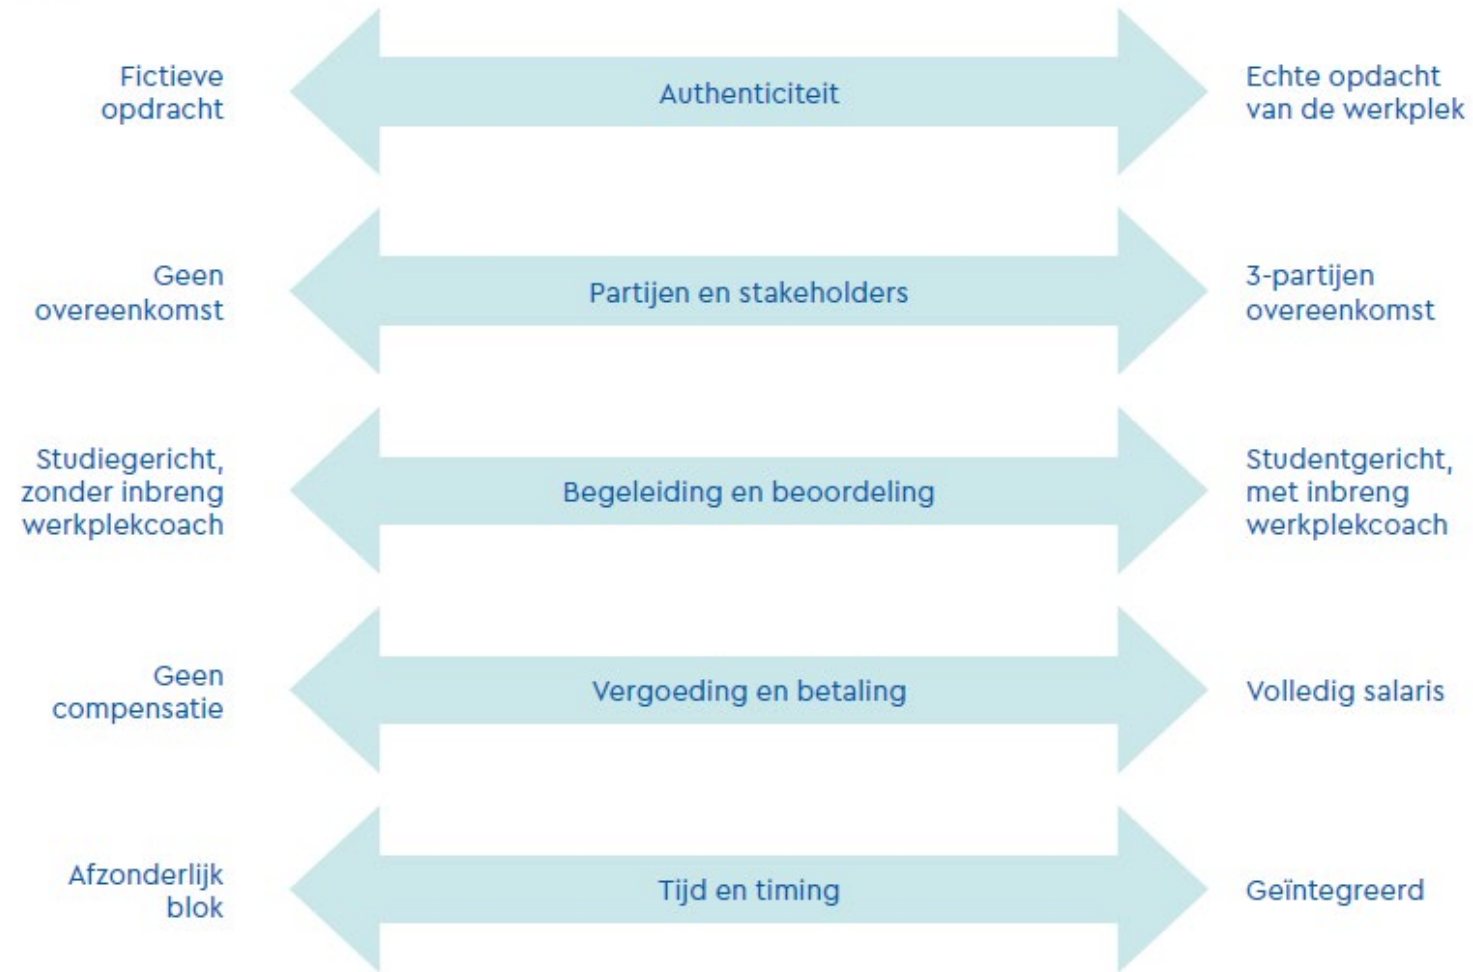 Fictieve
opdracht
Authenticiteit
Echte opdacht
van de werkplek
Geen
overeenkomst
Partijen en stakeholders
3-partijen
overeenkomst
Studiegericht,
zonder inbreng
werkplekcoach
Begeleiding en beoordeling
Studentgericht,
met inbreng
werkplekcoach
Geen
compensatie
Vergoeding en betaling
Volledig salaris
Afzonderlijk
blok
Tijd en timing
Geïntegreerd